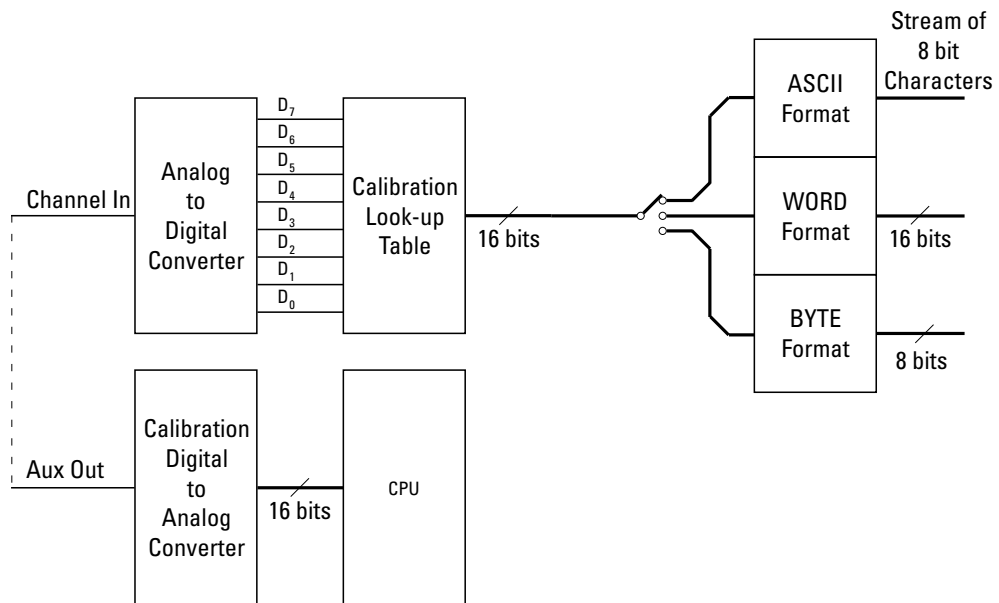 Stream of
8 bit
Characters
ASCII
Format
D7
D6
D5
D4
D3
D2
D1
D0
Channel In
Analog
to
Digital
Converter
Calibration
Look-up
Table
16 bits
WORD
Format
16 bits
BYTE
Format
8 bits
Aux Out
Calibration
Digital
to
Analog
Converter
16 bits
CPU